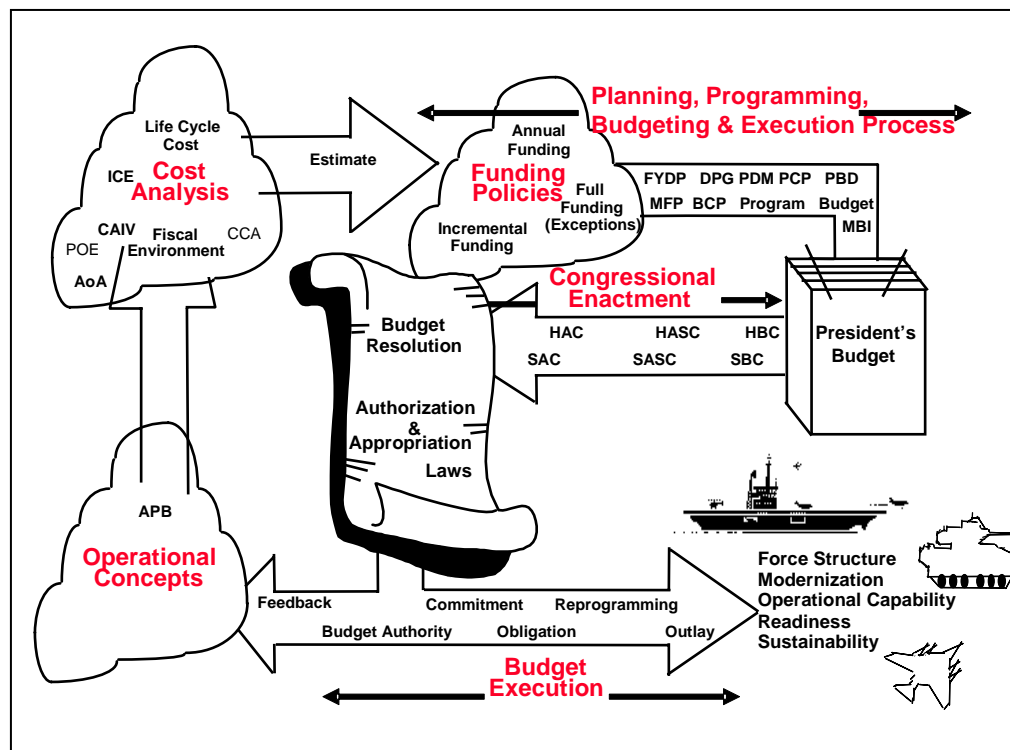 Life Cycle
Cost
ICE
Cost
Analysis
CAIV
POE
Fiscal
Environment
CCA
AoA
Estimate
Planning, Programming,
Budgeting & Execution Process
Annual
Funding
Funding
Policies
Full
Funding
(Exceptions)
Incremental
Funding
FYDP DPG PDM PCP PBD
MFP BCP Program Budget
MBI
Congressional
Enactment
HAC HASC HBC
SAC SASC SBC
President's
Budget
Budget
Resolution
Authorization
&
Appropriation
Laws
APB
Operational
Concepts
Feedback
Commitment Reprogramming
Budget Authority Obligation Outlay
Force Structure
Modernization
Operational Capability
Readiness
Sustainability
Budget
Execution